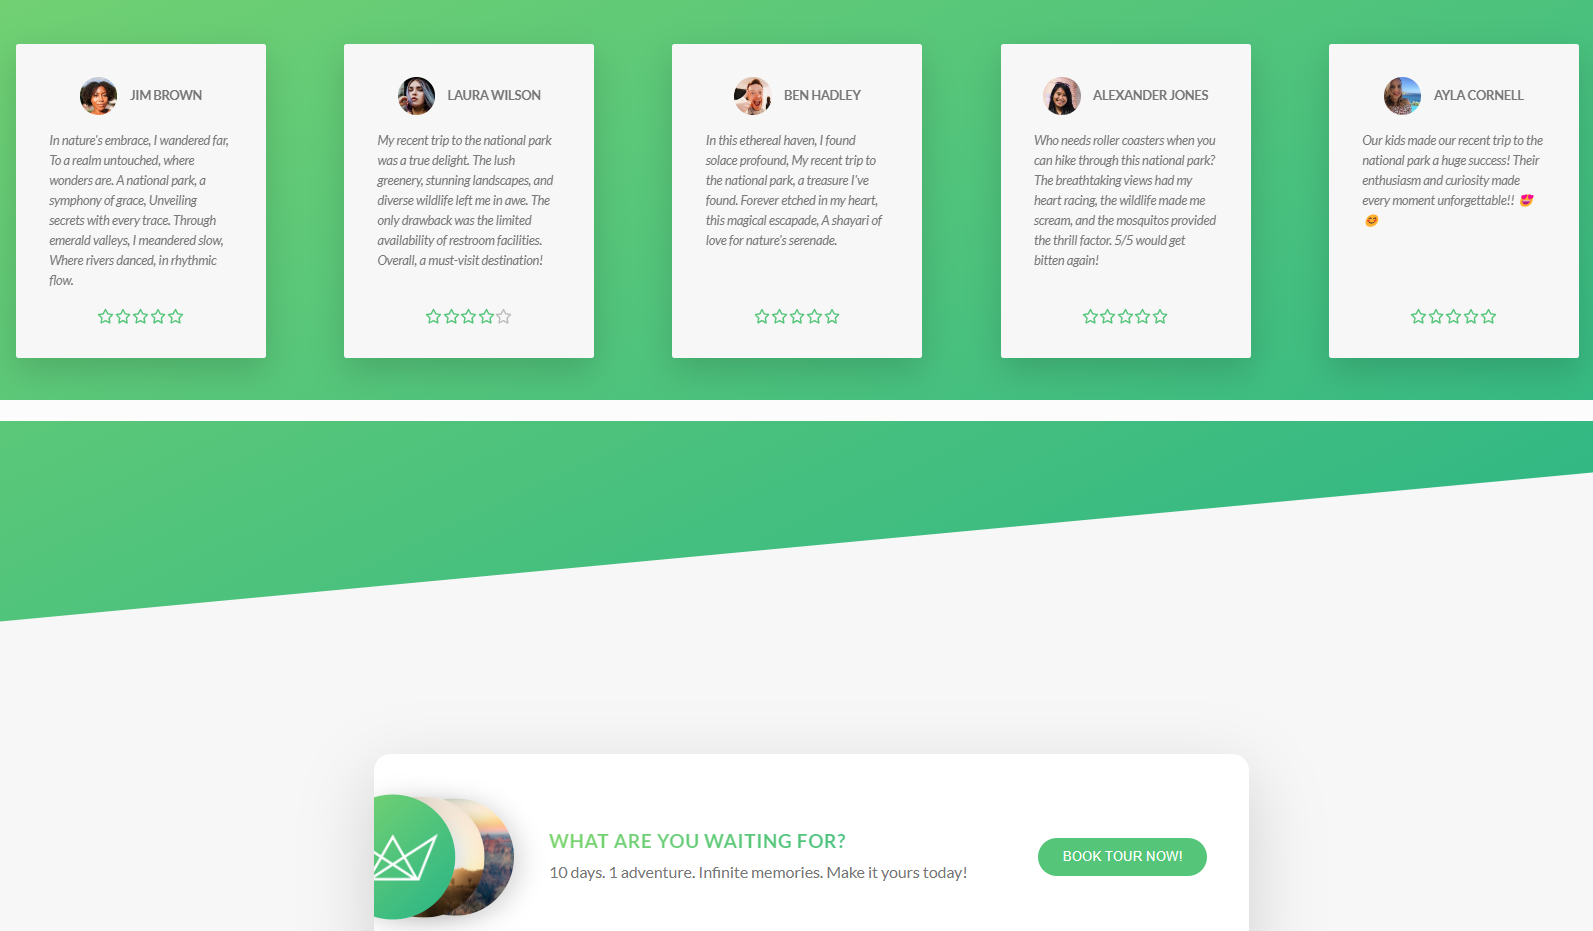 JIM BROWN
In nature's embrace, I wandered far,
To a realm untouched, where
wonders are. A national park, a
symphony of grace, Unveiling
secrets with every trace. Through
emerald valleys, I meandered slow,
Where rivers danced, in rhythmic
flow.
LAURA WILSON
My recent trip to the national park
was a true delight. The lush
greenery, stunning landscapes, and
diverse wildlife left me in awe. The
only drawback was the limited
availability of restroom facilities.
Overall, a must-visit destination!
BEN HADLEY
In this ethereal haven, I found
solace profound, My recent trip to
the national park, a treasure I've
found. Forever etched in my heart,
this magical escapade, A shayari of
love for nature's serenade.
ALEXANDER JONES
Who needs roller coasters when you
can hike through this national park?
The breathtaking views had my
heart racing, the wildlife made me
scream, and the mosquitos provided
the thrill factor. 5/5 would get
bitten again!
AYLA CORNELL
Our kids made our recent trip to the
national park a huge success! Their
enthusiasm and curiosity made
every moment unforgettable!! 😍
😊
WHAT ARE YOU WAITING FOR?
10 days. 1 adventure. Infinite memories. Make it yours today!
BOOK TOUR NOW!